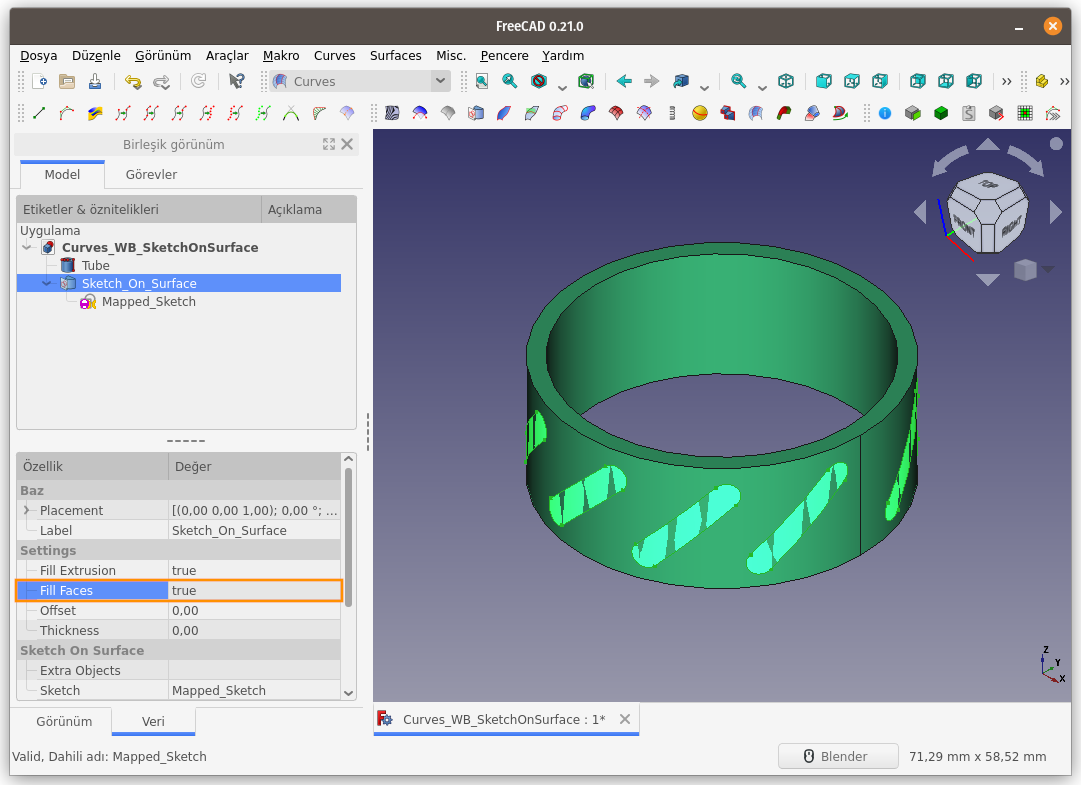 FreeCAD 0.21.0
Dosya Düzenle Görünüm Araçlar Makro Curves Surfaces Misc. Pencere Yardım
Curves
Birleşik görünüm
Model Görevler
Etiketler & öznitelikleri Açıklama
Uygulama
Curves_WB_SketchOnSurface
Tube
Sketch_On_Surface
Mapped_Sketch
Özellik Değer
Baz
Placement [(0,00 0,00 1,00); 0,00 °; ...
Label Sketch_On_Surface
Settings
Fill Extrusion true
Fill Faces true
Offset 0,00
Thickness 0,00
Sketch On Surface
Extra Objects
Sketch Mapped_Sketch
Görünüm Veri
TOP
FRONT
RIGHT
Z
Y
X
Curves_WB_SketchOnSurface : 1*
Valid, Dahili adı: Mapped_Sketch
Blender
71,29 mm x 58,52 mm